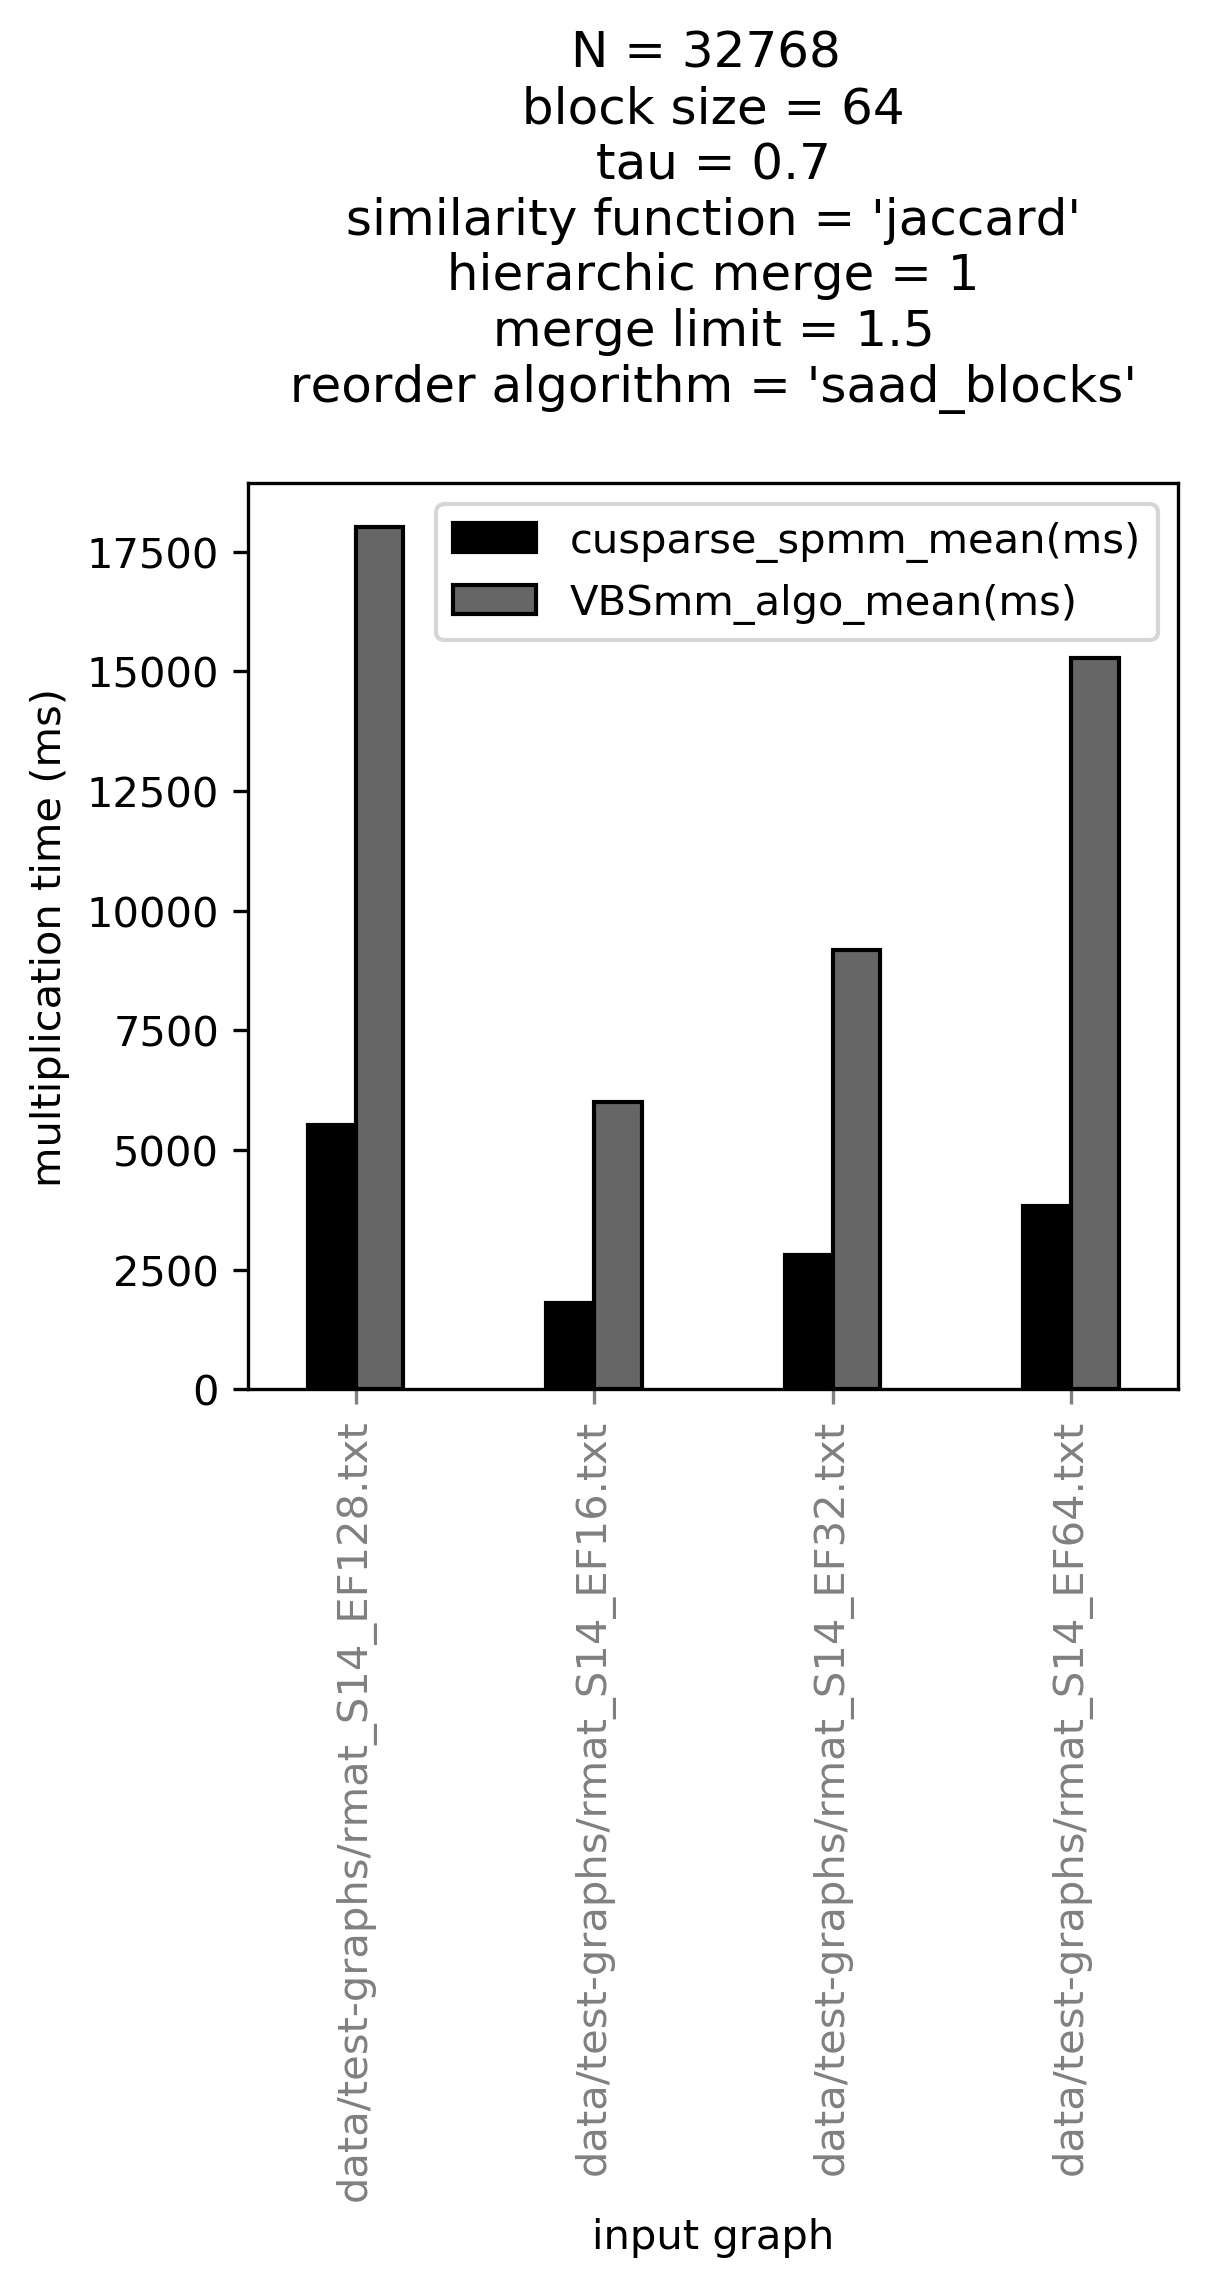 N = 32768
block size = 64
tau = 0.7
similarity function = 'jaccard'
hierarchic merge = 1
merge limit = 1.5
reorder algorithm = 'saad_blocks'
cusparse_spmm_mean(ms)
VBSmm_algo_mean(ms)
multiplication time (ms)
17500
15000
12500
10000
7500
5000
2500
0
data/test-graphs/rmat_S14_EF128.txt
data/test-graphs/rmat_S14_EF16.txt
data/test-graphs/rmat_S14_EF32.txt
data/test-graphs/rmat_S14_EF64.txt
input graph